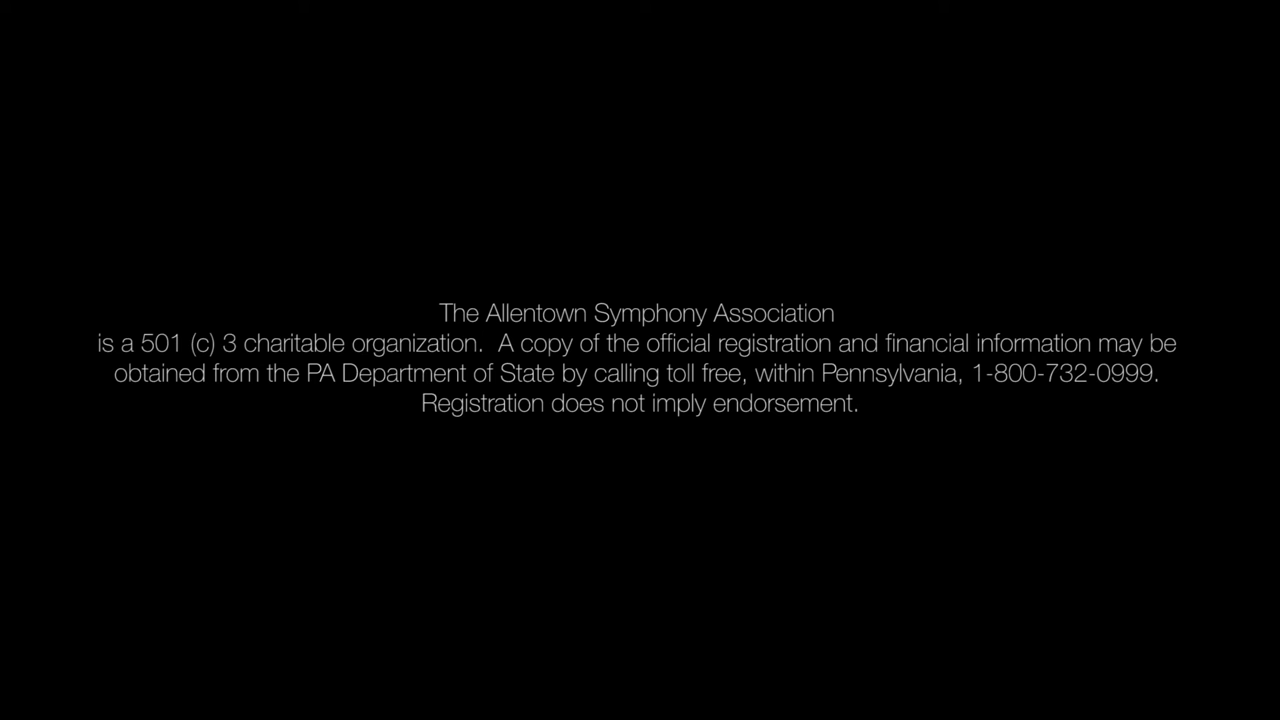 The Allentown Symphony Association
is a 501 (c) 3 charitable organization.  A copy of the official registration and financial information may be
obtained from the PA Department of State by calling toll free, within Pennsylvania, 1-800-732-0999.
Registration does not imply endorsement.